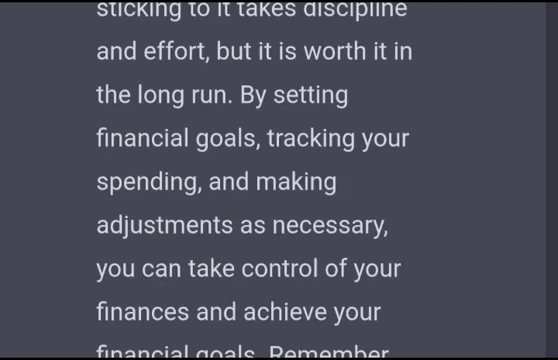 sticking to it takes discipline
and effort, but it is worth it in
the long run. By setting
financial goals, tracking your
spending, and making
adjustments as necessary,
you can take control of your
finances and achieve your
financial goals. Remember